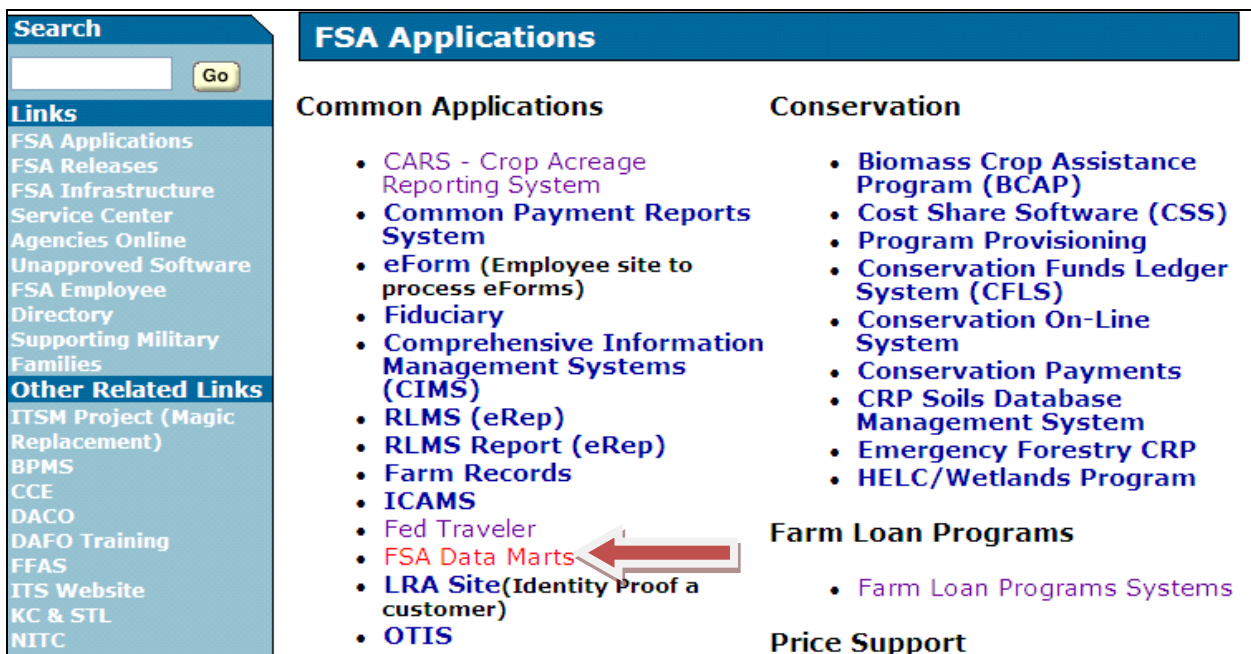 Search
Go
Links
FSA Applications
FSA Releases
FSA Infrastructure
Service Center
Agencies Online
Unapproved Software
FSA Employee
Directory
Supporting Military
Families
Other Related Links
ITSM Project (Magic
Replacement)
BPMS
CCE
DACO
DAFO Training
FFAS
ITS Website
KC & STL
NITC
FSA Applications
Common Applications
• CARS - Crop Acreage
Reporting System
• Common Payment Reports
System
• eForm (Employee site to
process eForms)
• Fiduciary
• Comprehensive Information
Management Systems
(CIMS)
• RLMS (eRep)
• RLMS Report (eRep)
• Farm Records
• ICAMS
• Fed Traveler
• FSA Data Marts
• LRA Site(Identity Proof a
customer)
• OTIS
Conservation
• Biomass Crop Assistance
Program (BCAP)
• Cost Share Software (CSS)
• Program Provisioning
• Conservation Funds Ledger
System (CFLS)
• Conservation On-Line
System
• Conservation Payments
• CRP Soils Database
Management System
• Emergency Forestry CRP
• HELC/Wetlands Program
Farm Loan Programs
• Farm Loan Programs Systems
Price Support